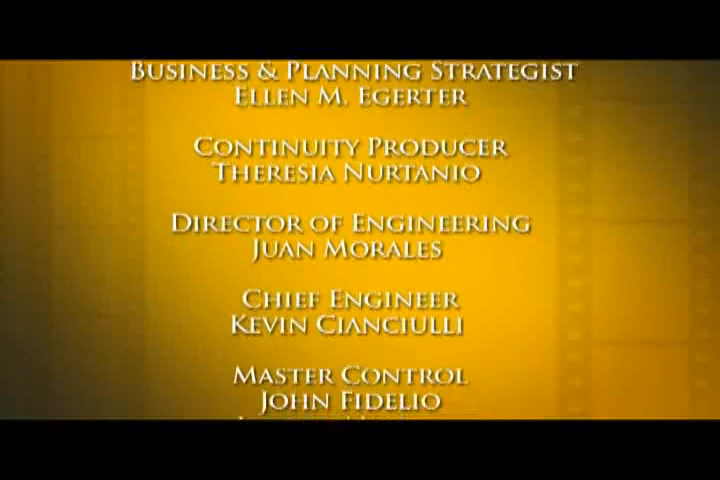 Business & Planning Strategist
Ellen M. Egerter
Continuity Producer
Theresia Nurtanio
Director of Engineering
Juan Morales
Chief Engineer
Kevin Cianciulli
Master Control
John Fidelio